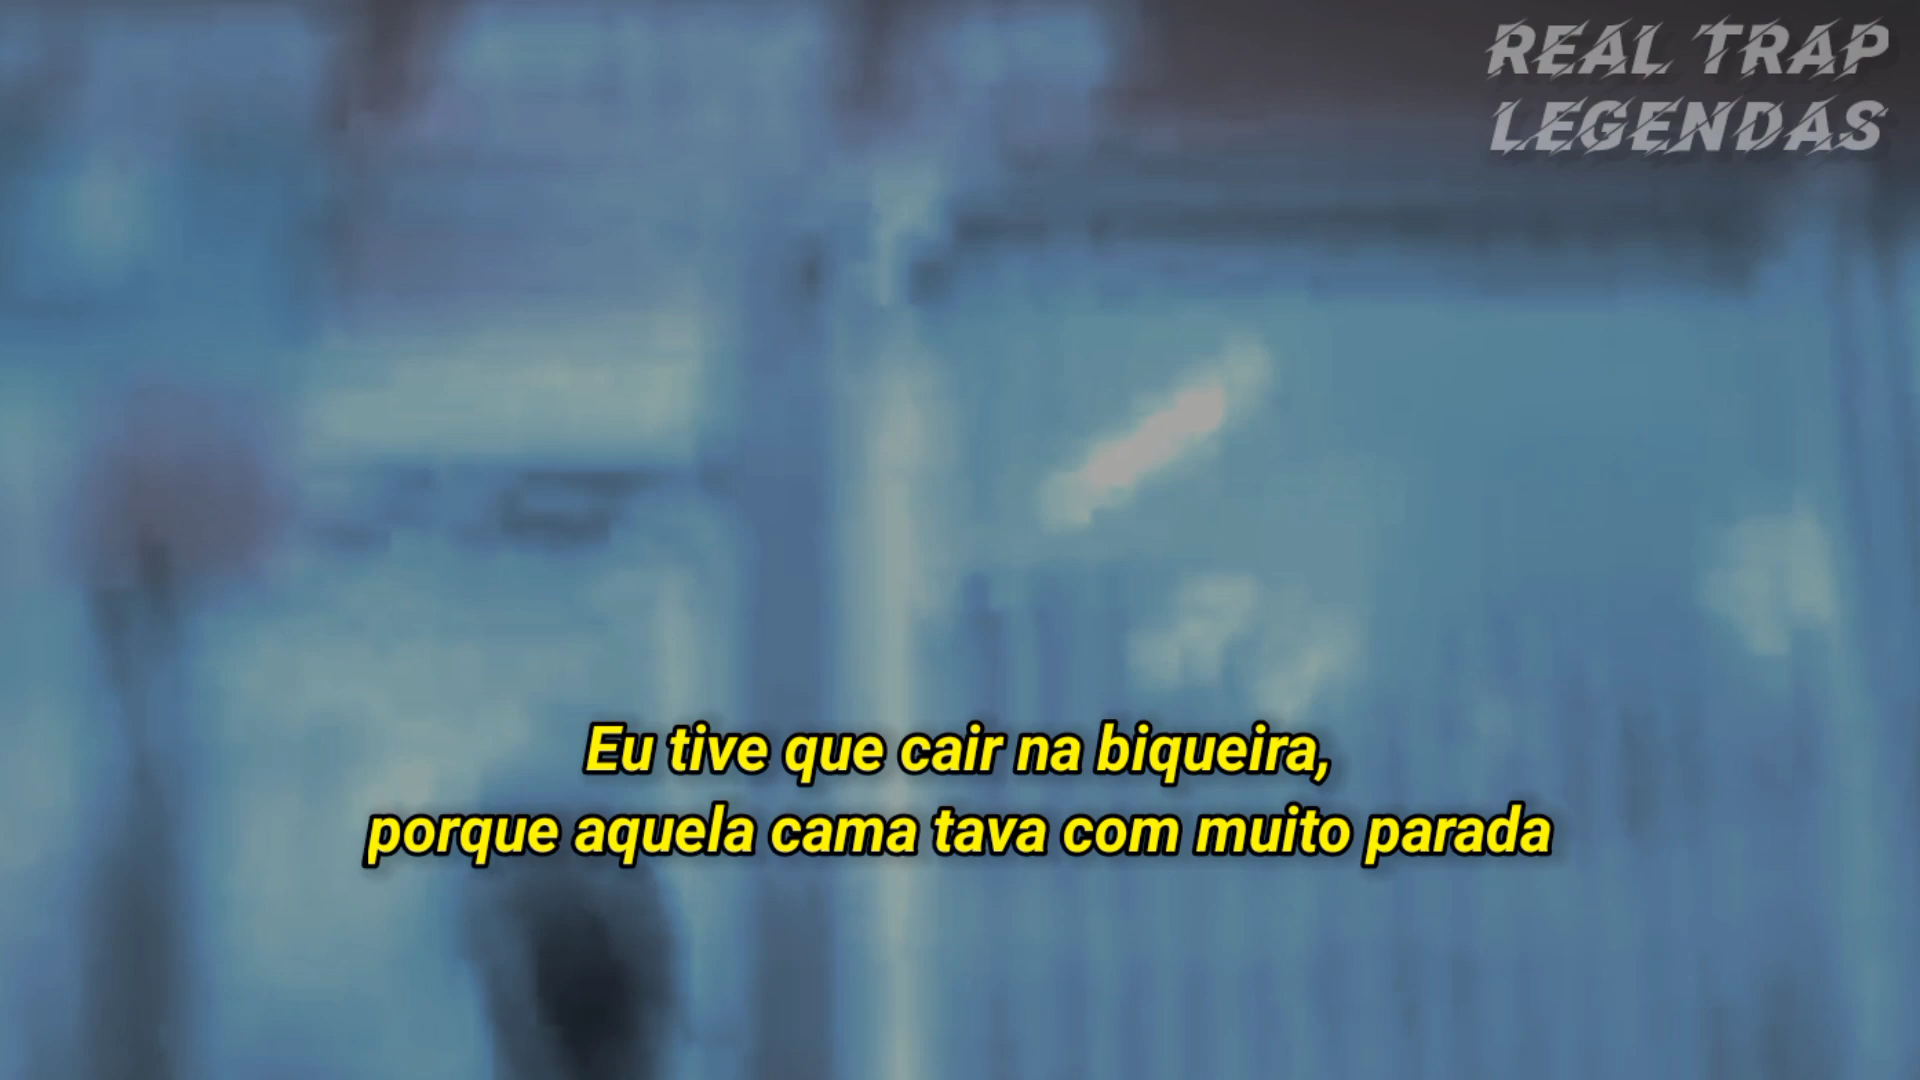 REAL TRAP
LEGENDAS
Eu tive que cair na biqueira,
porque aquela cama tava com muito parada